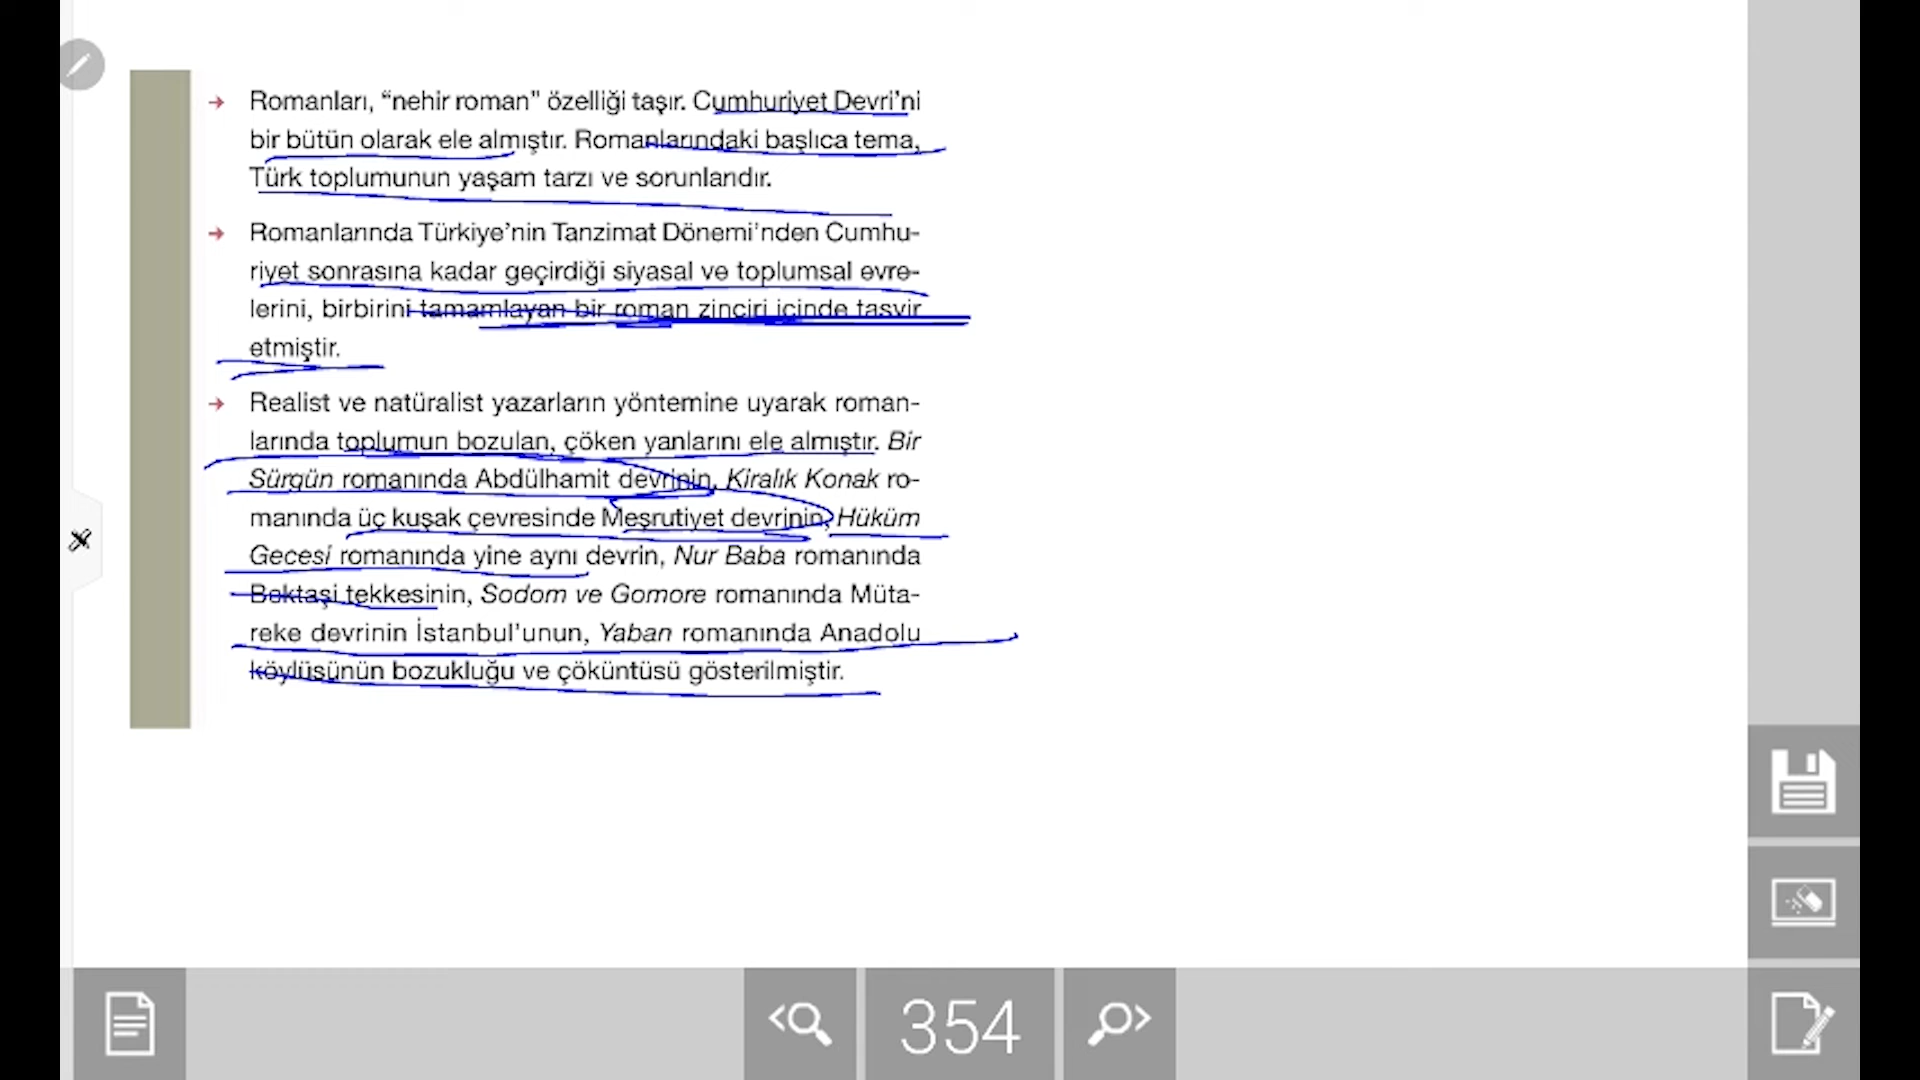 Romanları, “nehir roman” özelliği taşır. Cumhuriyet Devri’ni
bir bütün olarak ele almıştır. Romanlarındaki başlıca tema,
Türk toplumunun yaşam tarzı ve sorunlarıdır.
Romanlarında Türkiye’nin Tanzimat Dönemi’nden Cumhu-
riyet sonrasına kadar geçirdiği siyasal ve toplumsal evre-
lerini, birbirini tamamlayan bir roman zinciri içinde tasvir
etmiştir.
Realist ve natüralist yazarların yöntemine uyarak roman-
larında toplumun bozulan, çöken yanlarını ele almıştır. Bir
Sürgün romanında Abdülhamit devrinin, Kiralık Konak ro-
manında üç kuşak çevresinde Meşrutiyet devrinin, Hüküm
Gecesi romanında yine aynı devrin, Nur Baba romanında
Bektaşi tekkesinin, Sodom ve Gomore romanında Müta-
reke devrinin İstanbul’unun, Yaban romanında Anadolu
köylüsünün bozukluğu ve çöküntüsü gösterilmiştir.
354